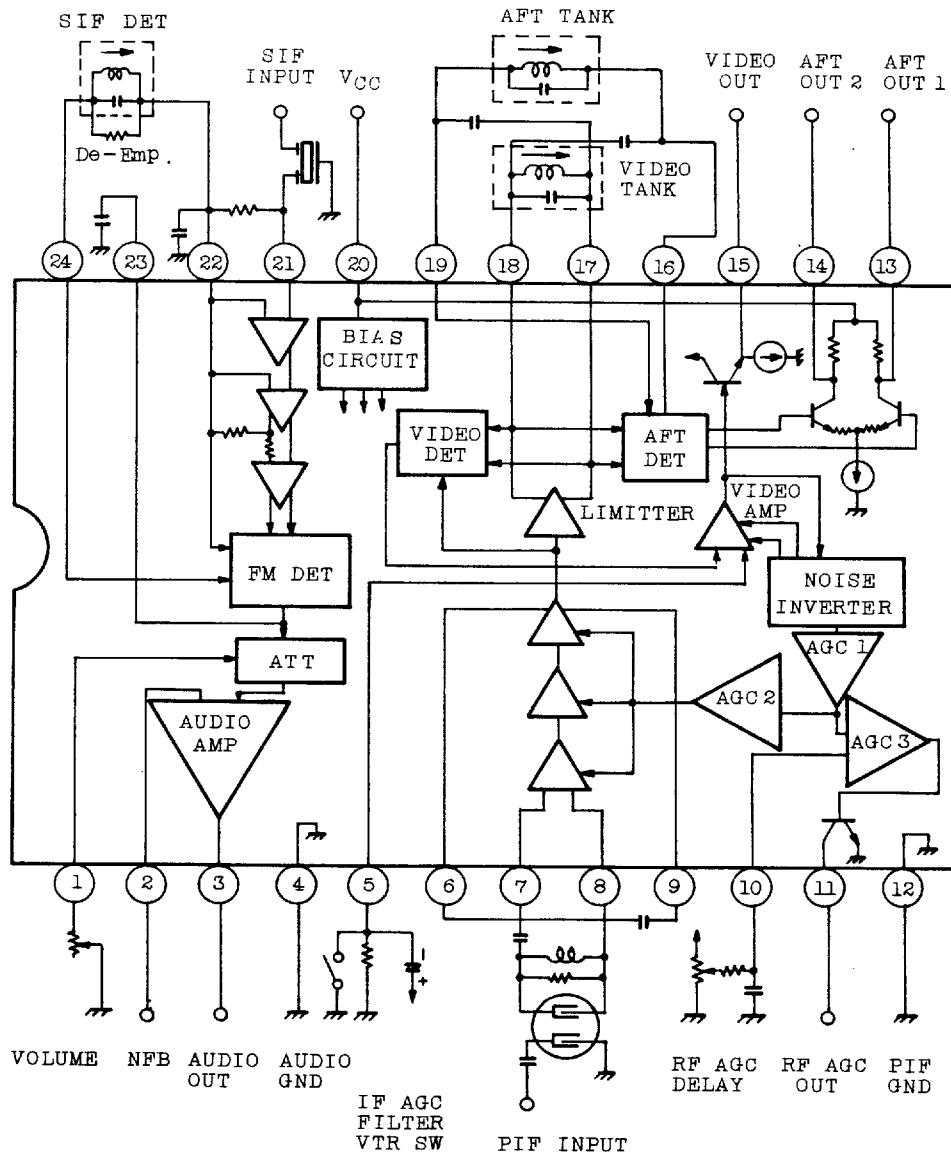 SIF DET
AFT TANK
SIF
INPUT
VCC
VIDEO
OUT
AFT
OUT 2
AFT
OUT 1
De-Emp.
VIDEO
TANK
24
23
22
21
20
19
18
17
16
15
14
13
BIAS
CIRCUIT
VIDEO
DET
AFT
DET
LIMITTER
VIDEO
AMP
FM DET
NOISE
INVERTER
ATT
AGC 1
AGC 2
AGC 3
AUDIO
AMP
1
2
3
4
5
6
7
8
9
10
11
12
-
+
VOLUME
NFB
AUDIO
OUT
AUDIO
GND
IF AGC
FILTER
VTR SW
PIF INPUT
RF AGC
DELAY
RF AGC
OUT
PIF
GND